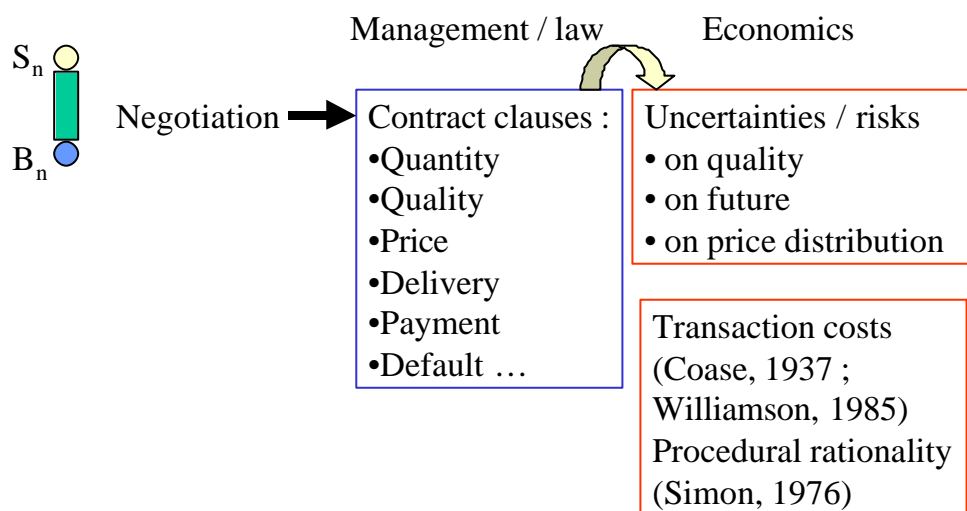 Management / law
Economics
Sn
Bn
Negotiation
Contract clauses :
•Quantity
•Quality
•Price
•Delivery
•Payment
•Default …
Uncertainties / risks
• on quality
• on future
• on price distribution
Transaction costs
(Coase, 1937 ;
Williamson, 1985)
Procedural rationality
(Simon, 1976)